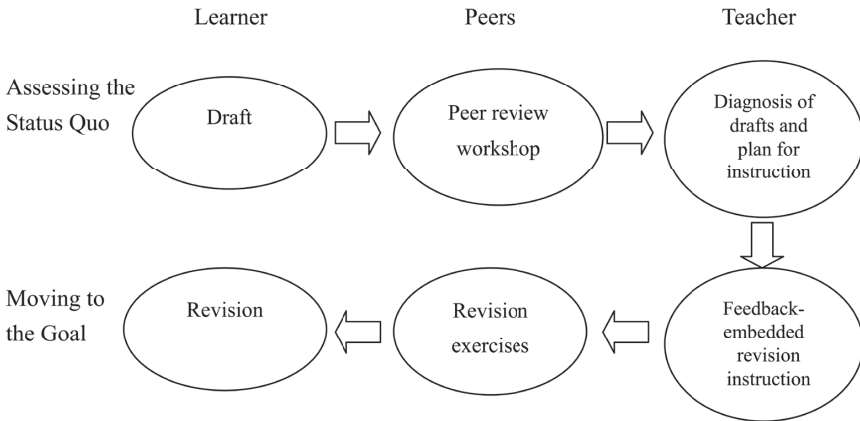 Learner
Peers
Teacher
Assessing the
Status Quo
Draft
Peer review
workshop
Diagnosis of
drafts and
plan for
instruction
Moving to
the Goal
Revision
Revision
exercises
Feedback-
embedded
revision
instruction